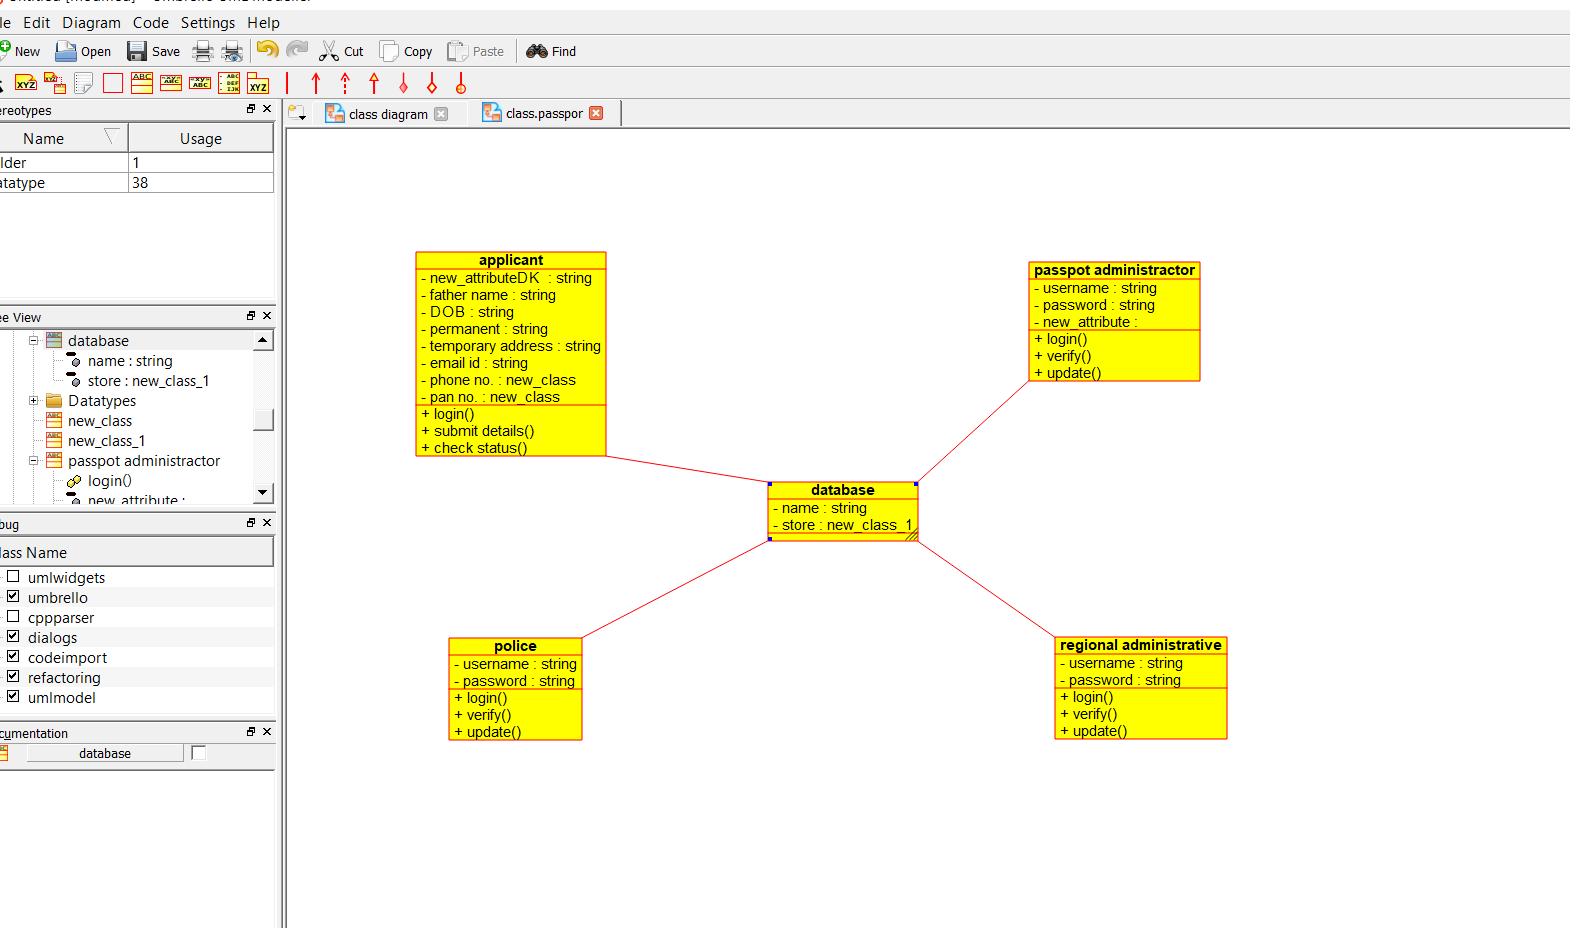 le Edit Diagram Code Settings Help
New Open Save Cut Copy Paste Find
ereotypes
class diagram class.passpor
Name Usage
lder 1
atatype 38
ee View
database
name : string
store : new_class_1
Datatypes
new_class
new_class_1
passpot administractor
login()
new_attribute :
bug
lass Name
umlwidgets
umbrello
cppparser
dialogs
codeimport
refactoring
umlmodel
cumentation
database
applicant
- new_attributeDK : string
- father name : string
- DOB : string
- permanent : string
- temporary address : string
- email id : string
- phone no. : new_class
- pan no. : new_class
+ login()
+ submit details()
+ check status()
passpot administractor
- username : string
- password : string
- new_attribute :
+ login()
+ verify()
+ update()
database
- name : string
- store : new_class_1
police
- username : string
- password : string
+ login()
+ verify()
+ update()
regional administrative
- username : string
- password : string
+ login()
+ verify()
+ update()